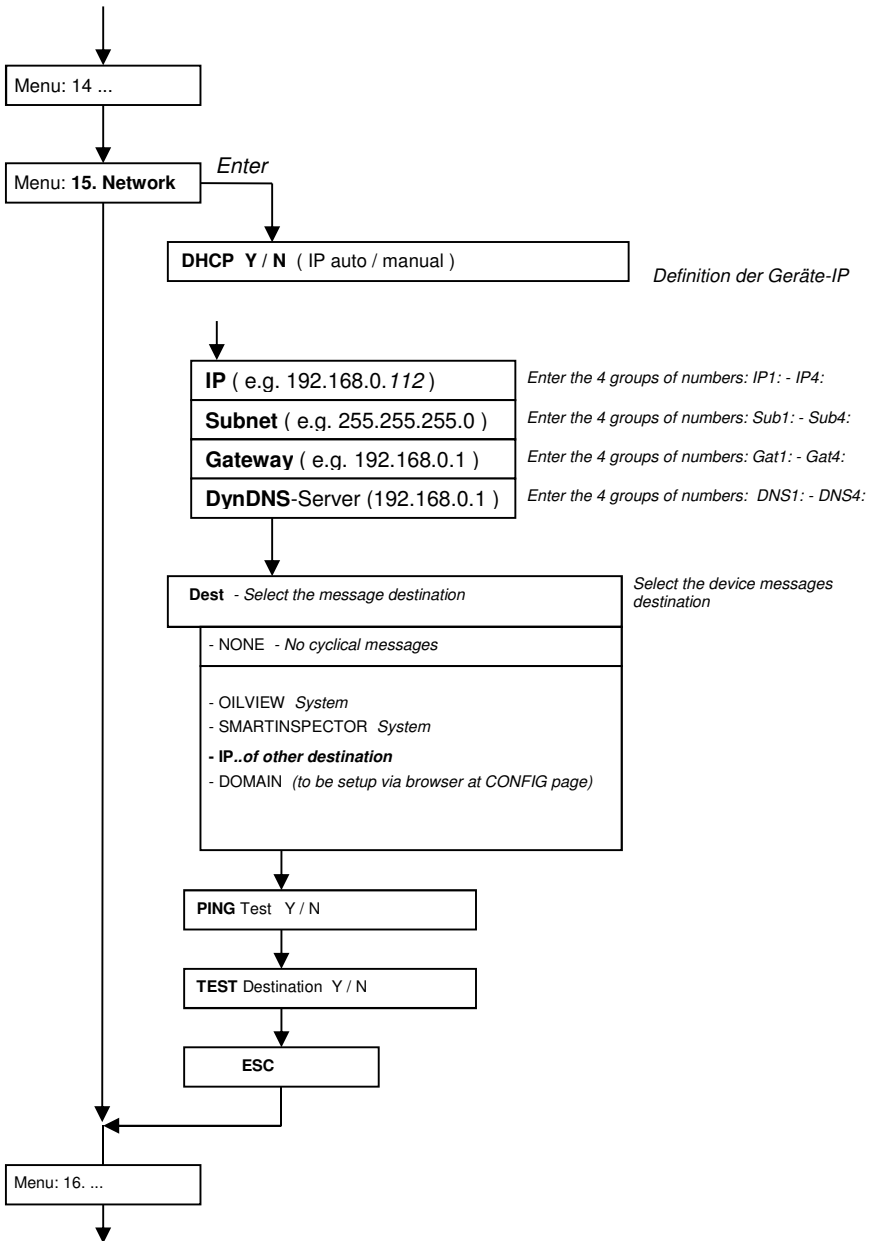 Menu: 14 ...
Menu: 15. Network
Enter
DHCP Y / N ( IP auto / manual )
Definition der Geräte-IP
IP ( e.g. 192.168.0.112 )
Enter the 4 groups of numbers: IP1: - IP4:
Subnet ( e.g. 255.255.255.0 )
Enter the 4 groups of numbers: Sub1: - Sub4:
Gateway ( e.g. 192.168.0.1 )
Enter the 4 groups of numbers: Gat1: - Gat4:
DynDNS-Server (192.168.0.1 )
Enter the 4 groups of numbers: DNS1: - DNS4:
Dest - Select the message destination
Select the device messages
destination
- NONE - No cyclical messages
- OILVIEW System
- SMARTINSPECTOR System
- IP..of other destination
- DOMAIN (to be setup via browser at CONFIG page)
PING Test Y / N
TEST Destination Y / N
ESC
Menu: 16. ...